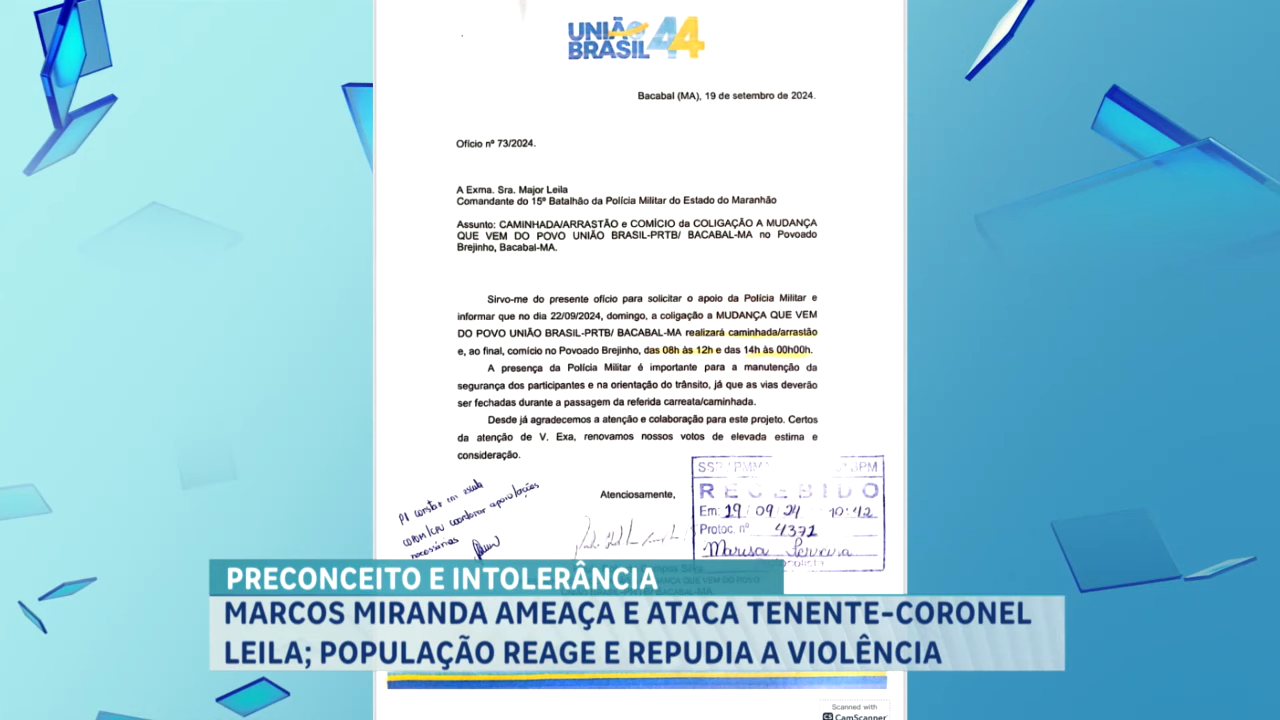 UNIÃO 44
BRASIL
Bacabal (MA), 19 de setembro de 2024.
Ofício nº 73/2024.
A Exma. Sra. Major Leila
Comandante do 15º Batalhão da Polícia Militar do Estado do Maranhão
Assunto: CAMINHADA/ARRASTÃO e COMÍCIO da COLIGAÇÃO A MUDANÇA
QUE VEM DO POVO UNIÃO BRASIL-PRTB/ BACABAL-MA no Povoado
Brejinho, Bacabal-MA.
Sirvo-me do presente ofício para solicitar o apoio da Polícia Militar e
informar que no dia 22/09/2024, domingo, a coligação a MUDANÇA QUE VEM
DO POVO UNIÃO BRASIL-PRTB/ BACABAL-MA realizará caminhada/arrastão
e, ao final, comício no Povoado Brejinho, das 08h às 12h e das 14h às 00h00h.
A presença da Polícia Militar é importante para a manutenção da
segurança dos participantes e na orientação do trânsito, já que as vias deverão
ser fechadas durante a passagem da referida carreata/caminhada.
Desde já agradecemos a atenção e colaboração para este projeto. Certos
da atenção de V. Exa, renovamos nossos votos de elevada estima e
consideração.
Atenciosamente,
RECEBIDO
Em: 19/09/24 10:42
Protoc. nº 4371
Marisa
necessárias
PRECONCEITO E INTOLERÂNCIA
MARCOS MIRANDA AMEAÇA E ATACA TENENTE-CORONEL
LEILA; POPULAÇÃO REAGE E REPUDIA A VIOLÊNCIA
Scanned with
CS CamScanner